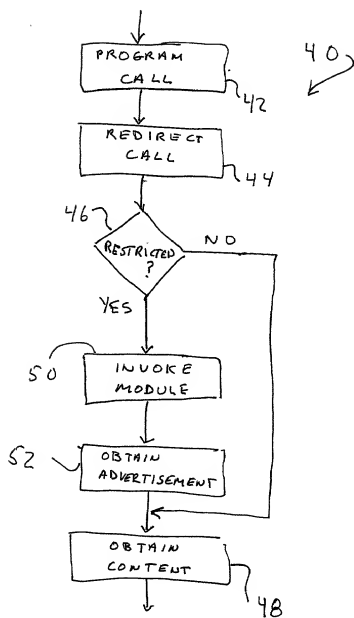 40
PROGRAM
CALL
42
REDIRECT
CALL
44
46
RESTRICTED
?
NO
YES
50
INVOKE
MODULE
52
OBTAIN
ADVERTISEMENT
OBTAIN
CONTENT
48